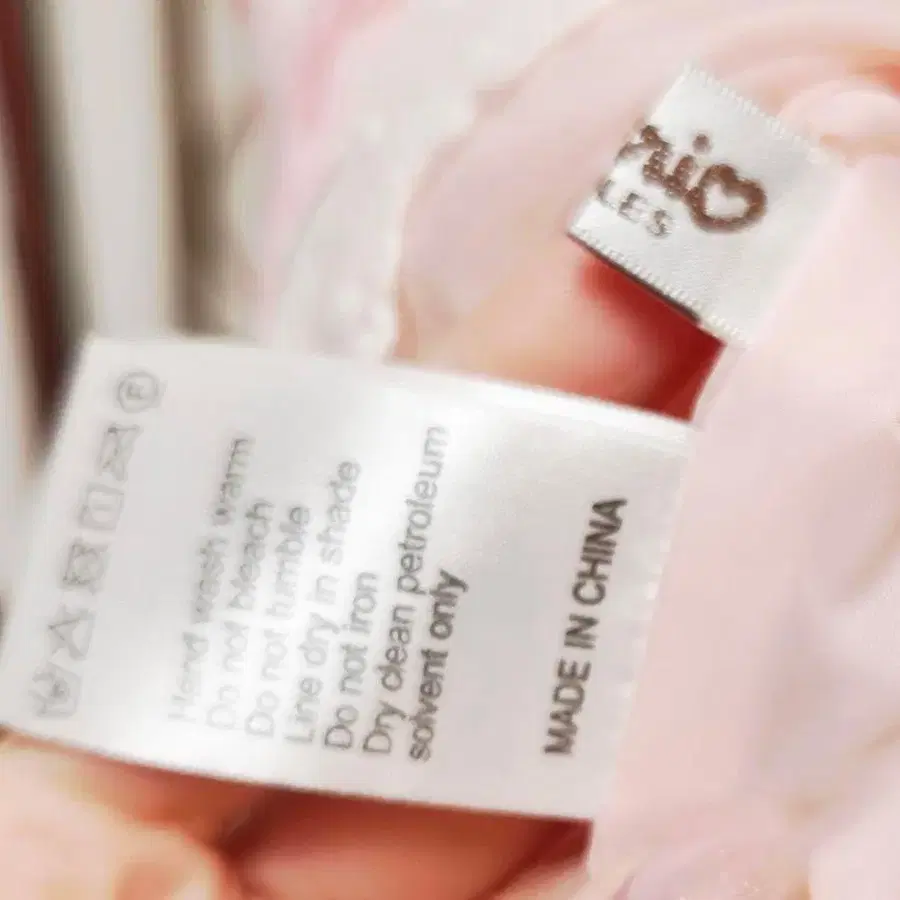 LES
Hand wash warm
Do not bleach
Do not tumble
Line dry in shade
Do not iron
Dry clean petroleum
solvent only
MADE IN CHINA